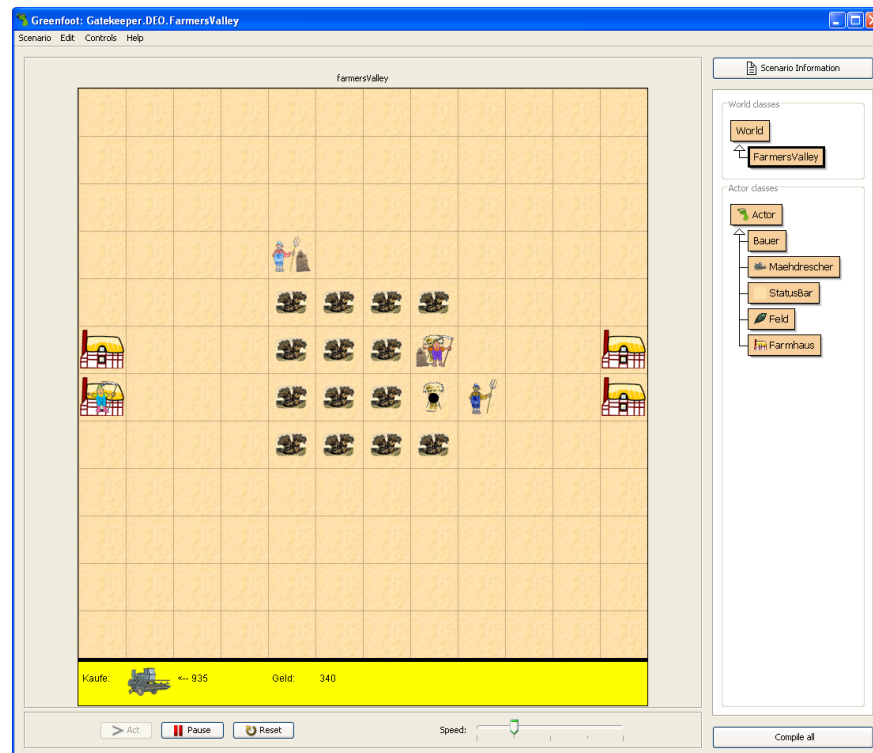 Greenfoot: Gatekeeper.DEO.FarmersValley
Scenario Edit Controls Help
farmersValley
Scenario Information
World classes
World
FarmersValley
Actor classes
Actor
Bauer
Maehdrescher
StatusBar
Feld
Farmhaus
Kaufe: <-- 935 Geld: 340
Act Pause Reset Speed:
Compile all